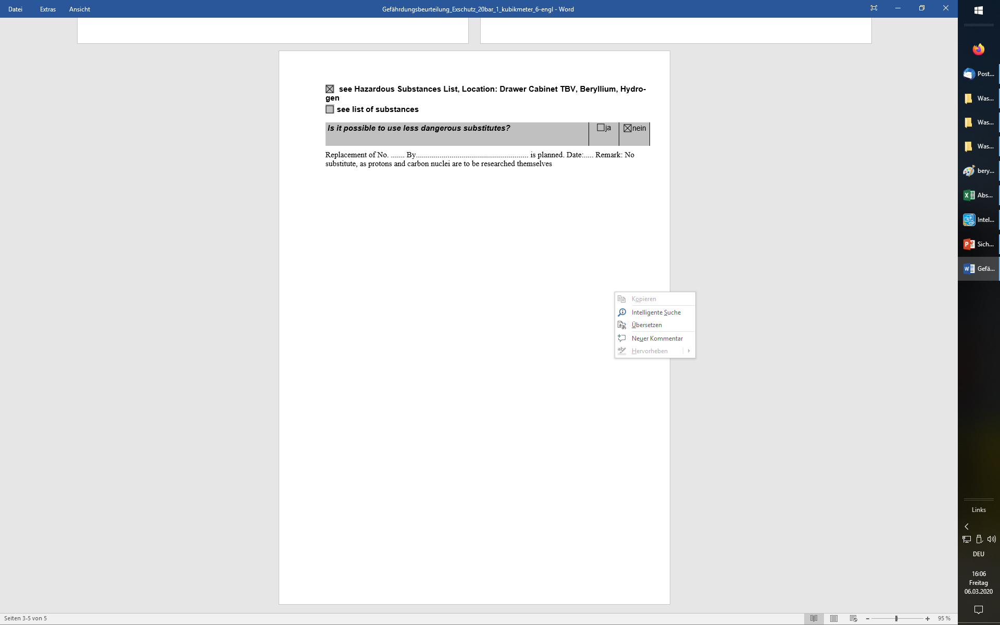 Datei Extras Ansicht Gefährdungsbeurteilung_Exschutz_20bar_1_kubikmeter_6-engl - Word
see Hazardous Substances List, Location: Drawer Cabinet TBV, Beryllium, Hydro-
gen
see list of substances
Is it possible to use less dangerous substitutes? ja nein
Replacement of No. ....... By.......................................................... is planned. Date:..... Remark: No
substitute, as protons and carbon nuclei are to be researched themselves
Kopieren
Intelligente Suche
Übersetzen
Neuer Kommentar
Hervorheben
Post...
Was...
Was...
Was...
bery...
Abs...
Intel...
Sich...
Gefä...
Links
DEU
16:06
Freitag
06.03.2020
Seiten 3-5 von 5
95 %